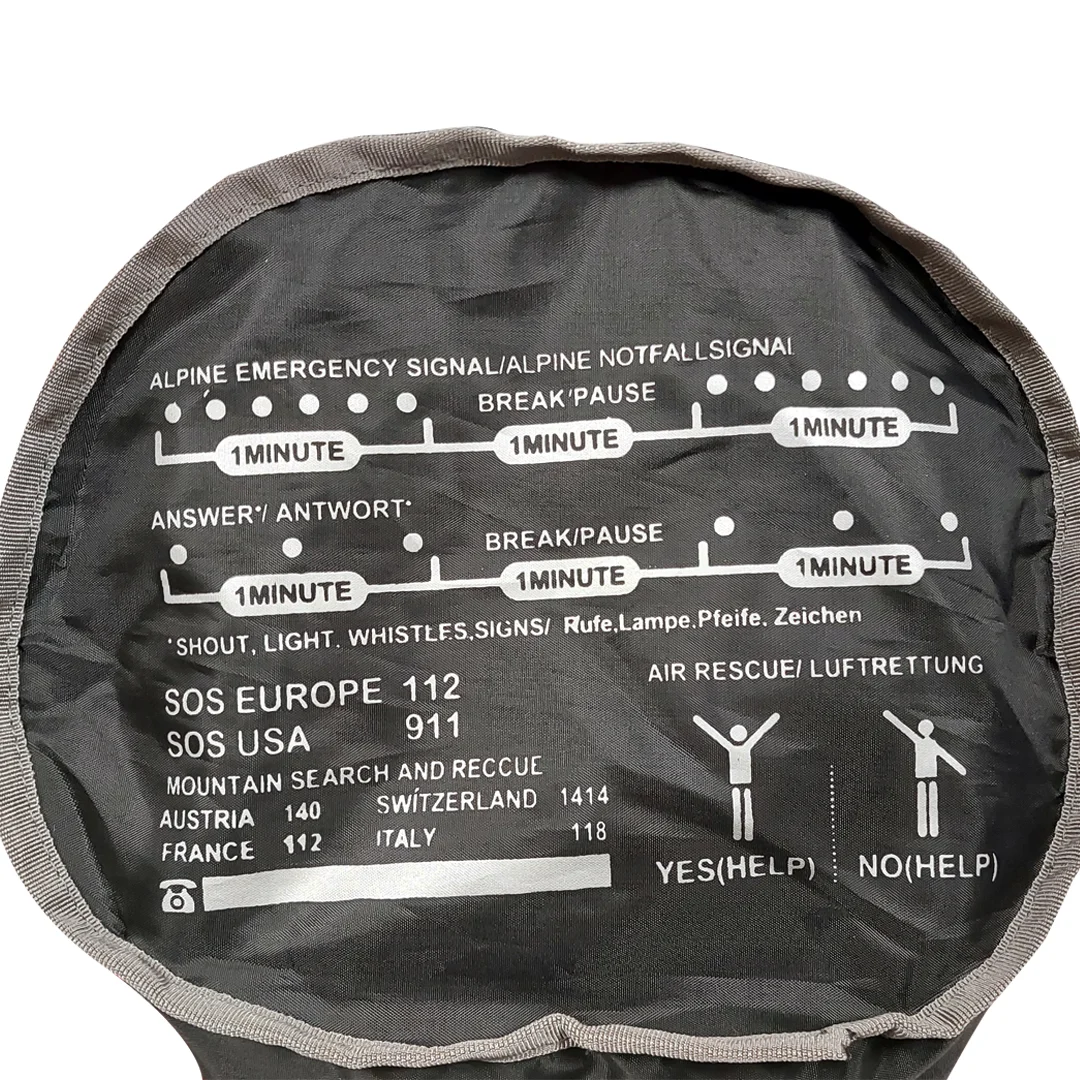 ALPINE EMERGENCY SIGNAL/ALPINE NOTFALLSIGNAL
BREAK/PAUSE
1MINUTE 1MINUTE 1MINUTE
ANSWER*/ ANTWORT*
BREAK/PAUSE
1MINUTE 1MINUTE 1MINUTE
*SHOUT, LIGHT. WHISTLES,SIGNS/ Rufe,Lampe.Pfeife. Zeichen
AIR RESCUE/ LUFTRETTUNG
SOS EUROPE 112
SOS USA 911
MOUNTAIN SEARCH AND RECCUE
AUSTRIA 140 SWÍTZERLAND 1414
FRANCE 112 ITALY 118
YES(HELP) NO(HELP)